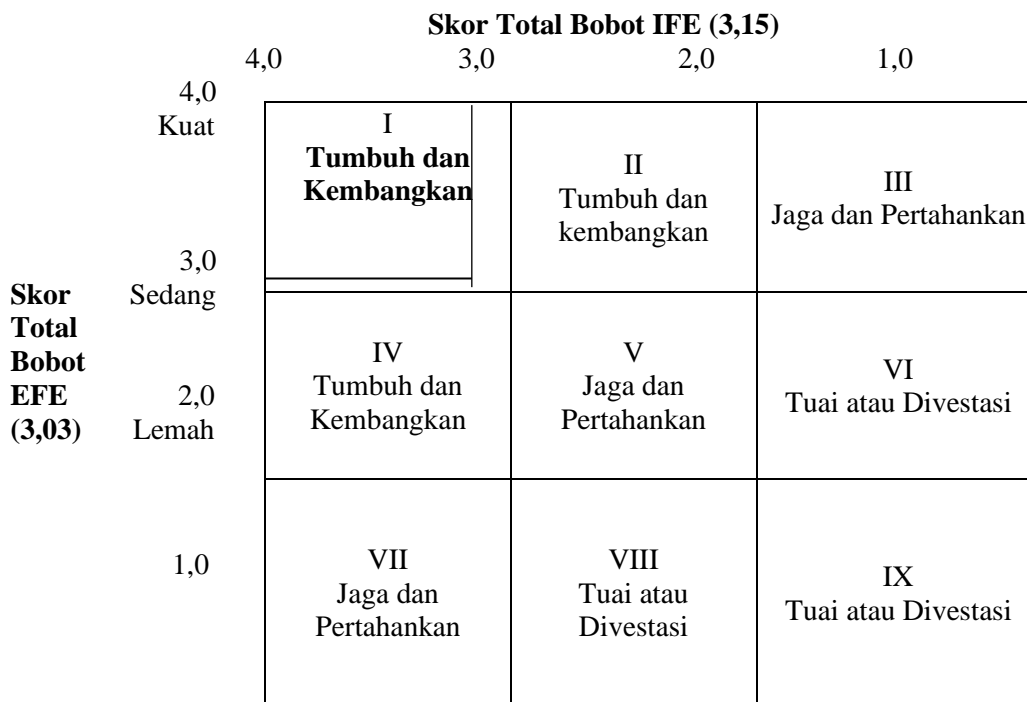 Skor Total Bobot IFE (3,15)
4,0 3,0 2,0 1,0
4,0
Kuat
I
Tumbuh dan
Kembangkan
II
Tumbuh dan
kembangkan
III
Jaga dan Pertahankan
3,0
Sedang
Skor
Total
Bobot
EFE
(3,03)
2,0
Lemah
IV
Tumbuh dan
Kembangkan
V
Jaga dan
Pertahankan
VI
Tuai atau Divestasi
1,0
VII
Jaga dan
Pertahankan
VIII
Tuai atau
Divestasi
IX
Tuai atau Divestasi